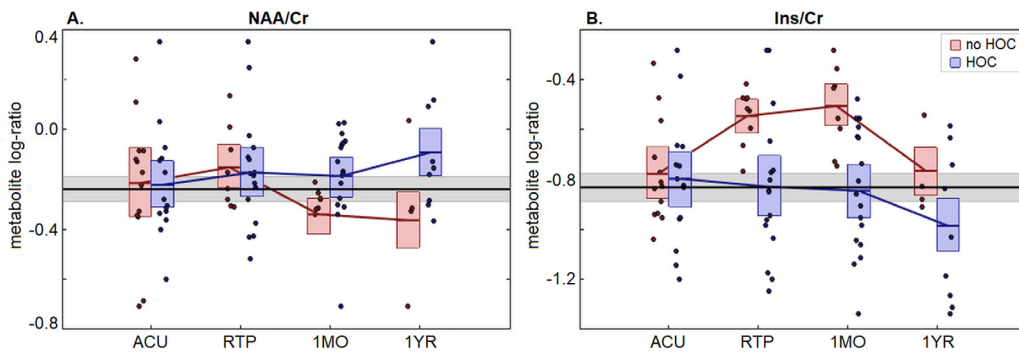 A. NAA/Cr
metabolite log-ratio
0.4
0.0
-0.4
-0.8
ACU RTP 1MO 1YR
B. Ins/Cr
no HOC
HOC
metabolite log-ratio
-0.4
-0.8
-1.2
ACU RTP 1MO 1YR